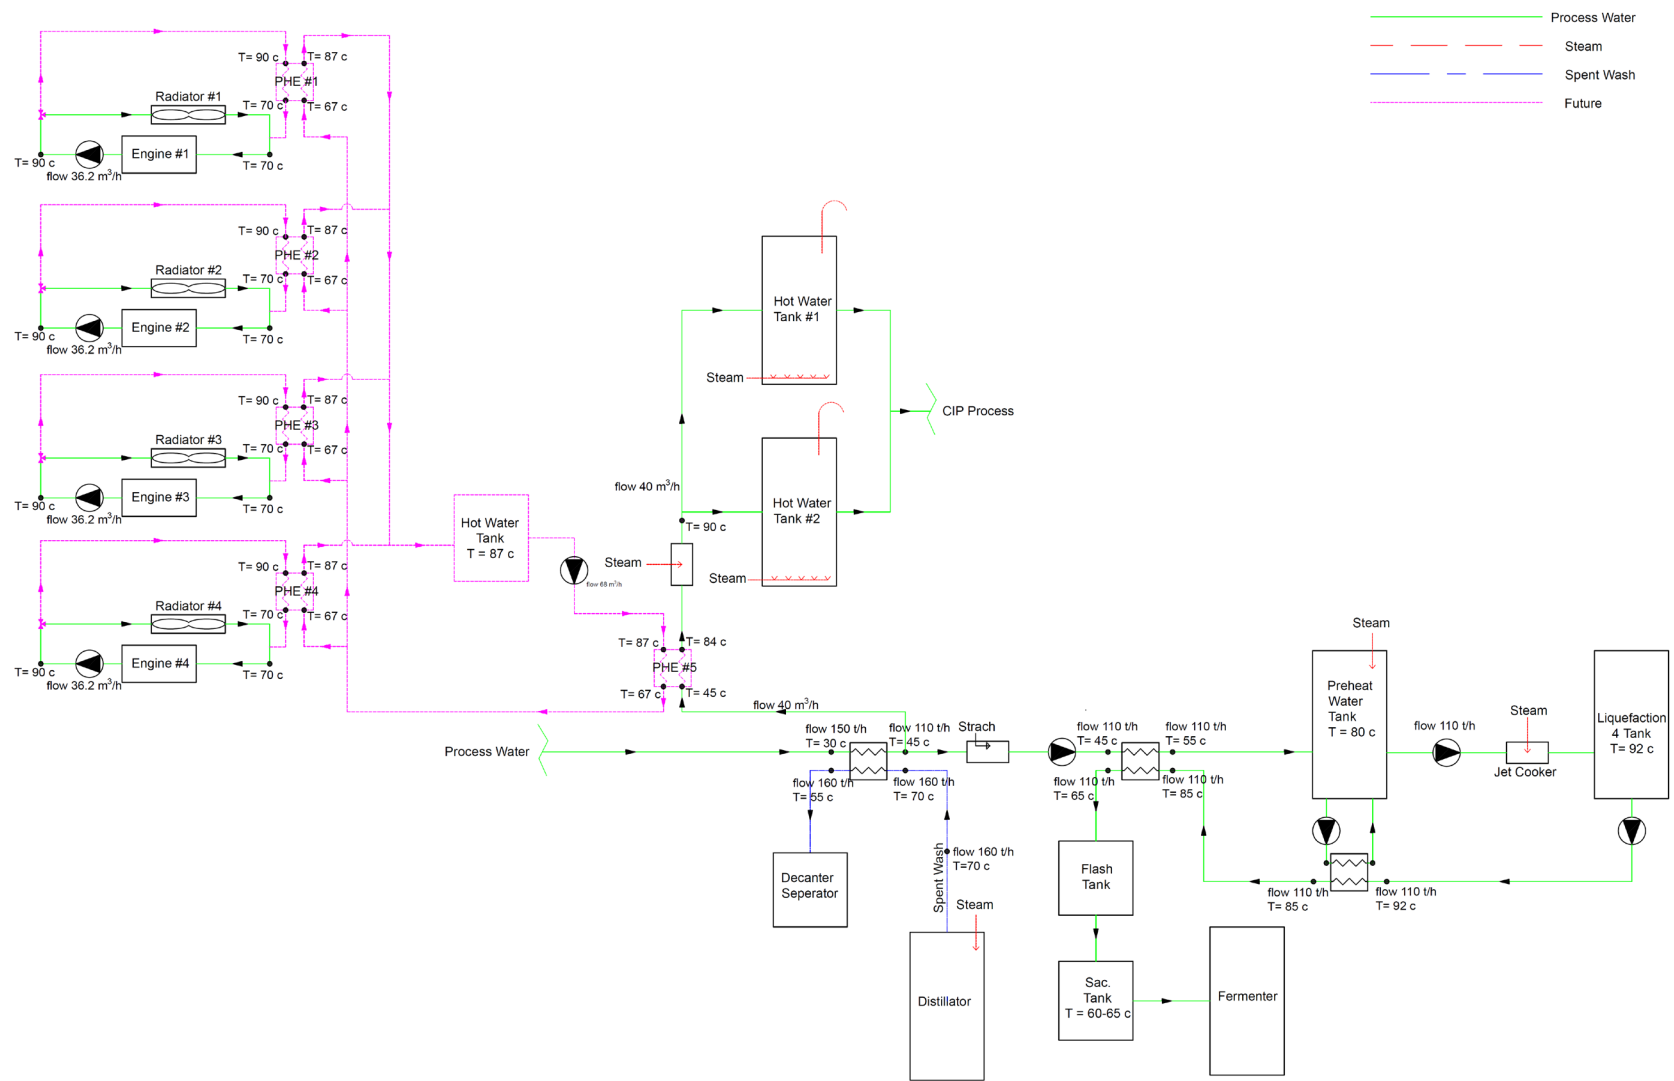 Process Water
Steam
Spent Wash
Future
T= 90 c
T= 87 c
PHE #1
T= 70 c
T= 67 c
Radiator #1
Engine #1
T= 90 c
flow 36.2 m³/h
T= 70 c
T= 90 c
T= 87 c
PHE #2
T= 70 c
T= 67 c
Radiator #2
Engine #2
T= 90 c
flow 36.2 m³/h
T= 70 c
T= 90 c
T= 87 c
PHE #3
T= 70 c
T= 67 c
Radiator #3
Engine #3
T= 90 c
flow 36.2 m³/h
T= 70 c
T= 90 c
T= 87 c
PHE #4
T= 70 c
T= 67 c
Radiator #4
Engine #4
T= 90 c
flow 36.2 m³/h
T= 70 c
Hot Water
Tank
T = 87 c
flow 68 m³/h
Hot Water
Tank #1
Steam
Hot Water
Tank #2
Steam
CIP Process
flow 40 m³/h
T= 90 c
Steam
T= 87 c
T= 84 c
PHE #5
T= 67 c
T= 45 c
flow 40 m³/h
Process Water
flow 150 t/h
T= 30 c
flow 110 t/h
T= 45 c
flow 160 t/h
T= 55 c
flow 160 t/h
T= 70 c
Strach
flow 110 t/h
T= 45 c
flow 110 t/h
T= 55 c
flow 110 t/h
T= 65 c
flow 110 t/h
T= 85 c
Steam
Preheat
Water
Tank
T = 80 c
flow 110 t/h
Steam
Jet Cooker
Liquefaction
4 Tank
T= 92 c
flow 110 t/h
T= 85 c
flow 110 t/h
T= 92 c
Decanter
Seperator
Spent Wash
flow 160 t/h
T=70 c
Steam
Distillator
Flash
Tank
Sac.
Tank
T = 60-65 c
Fermenter